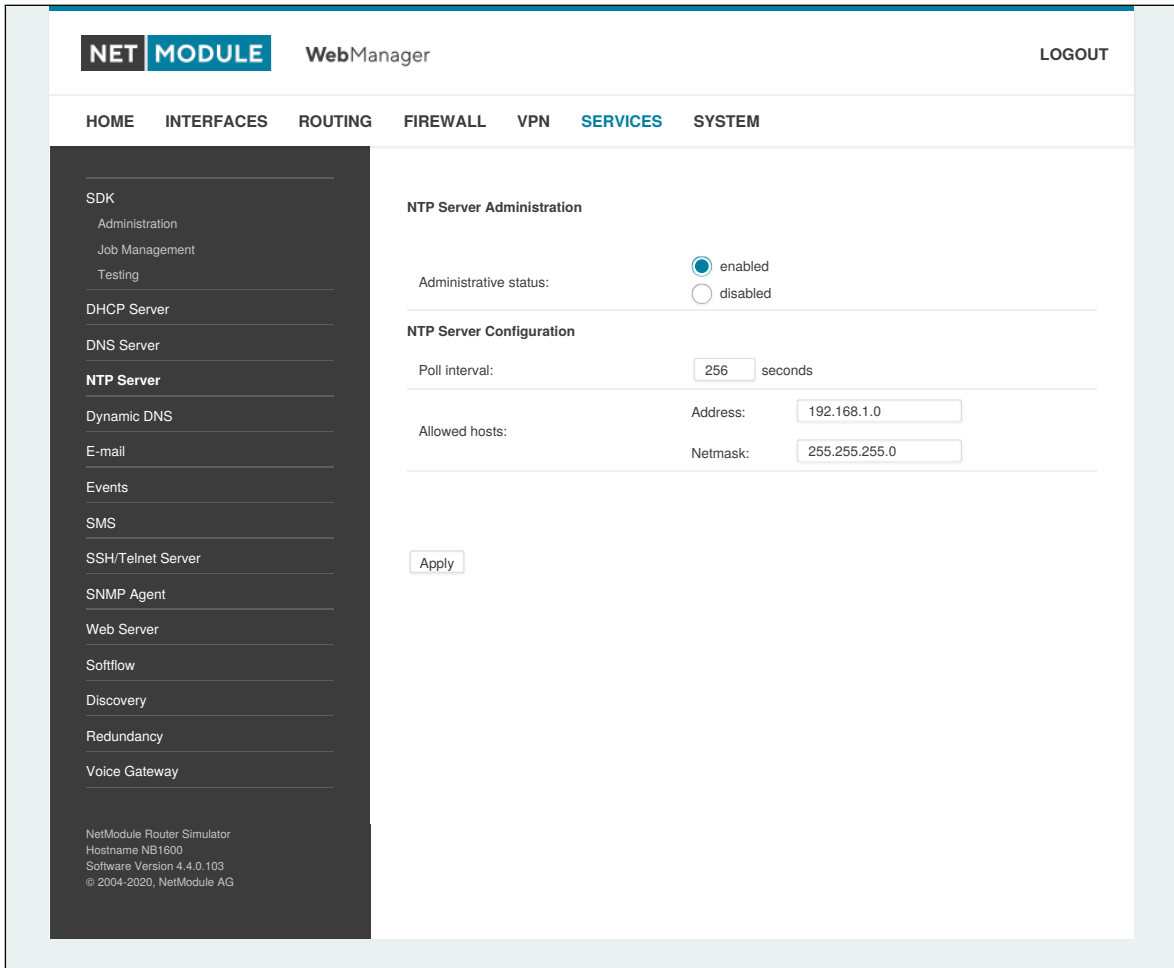 NET MODULE WebManager LOGOUT
HOME INTERFACES ROUTING FIREWALL VPN SERVICES SYSTEM
SDK
Administration
Job Management
Testing
DHCP Server
DNS Server
NTP Server
Dynamic DNS
E-mail
Events
SMS
SSH/Telnet Server
SNMP Agent
Web Server
Softflow
Discovery
Redundancy
Voice Gateway
NetModule Router Simulator
Hostname NB1600
Software Version 4.4.0.103
© 2004-2020, NetModule AG
NTP Server Administration
Administrative status:
enabled
disabled
NTP Server Configuration
Poll interval: 256 seconds
Allowed hosts:
Address: 192.168.1.0
Netmask: 255.255.255.0
Apply